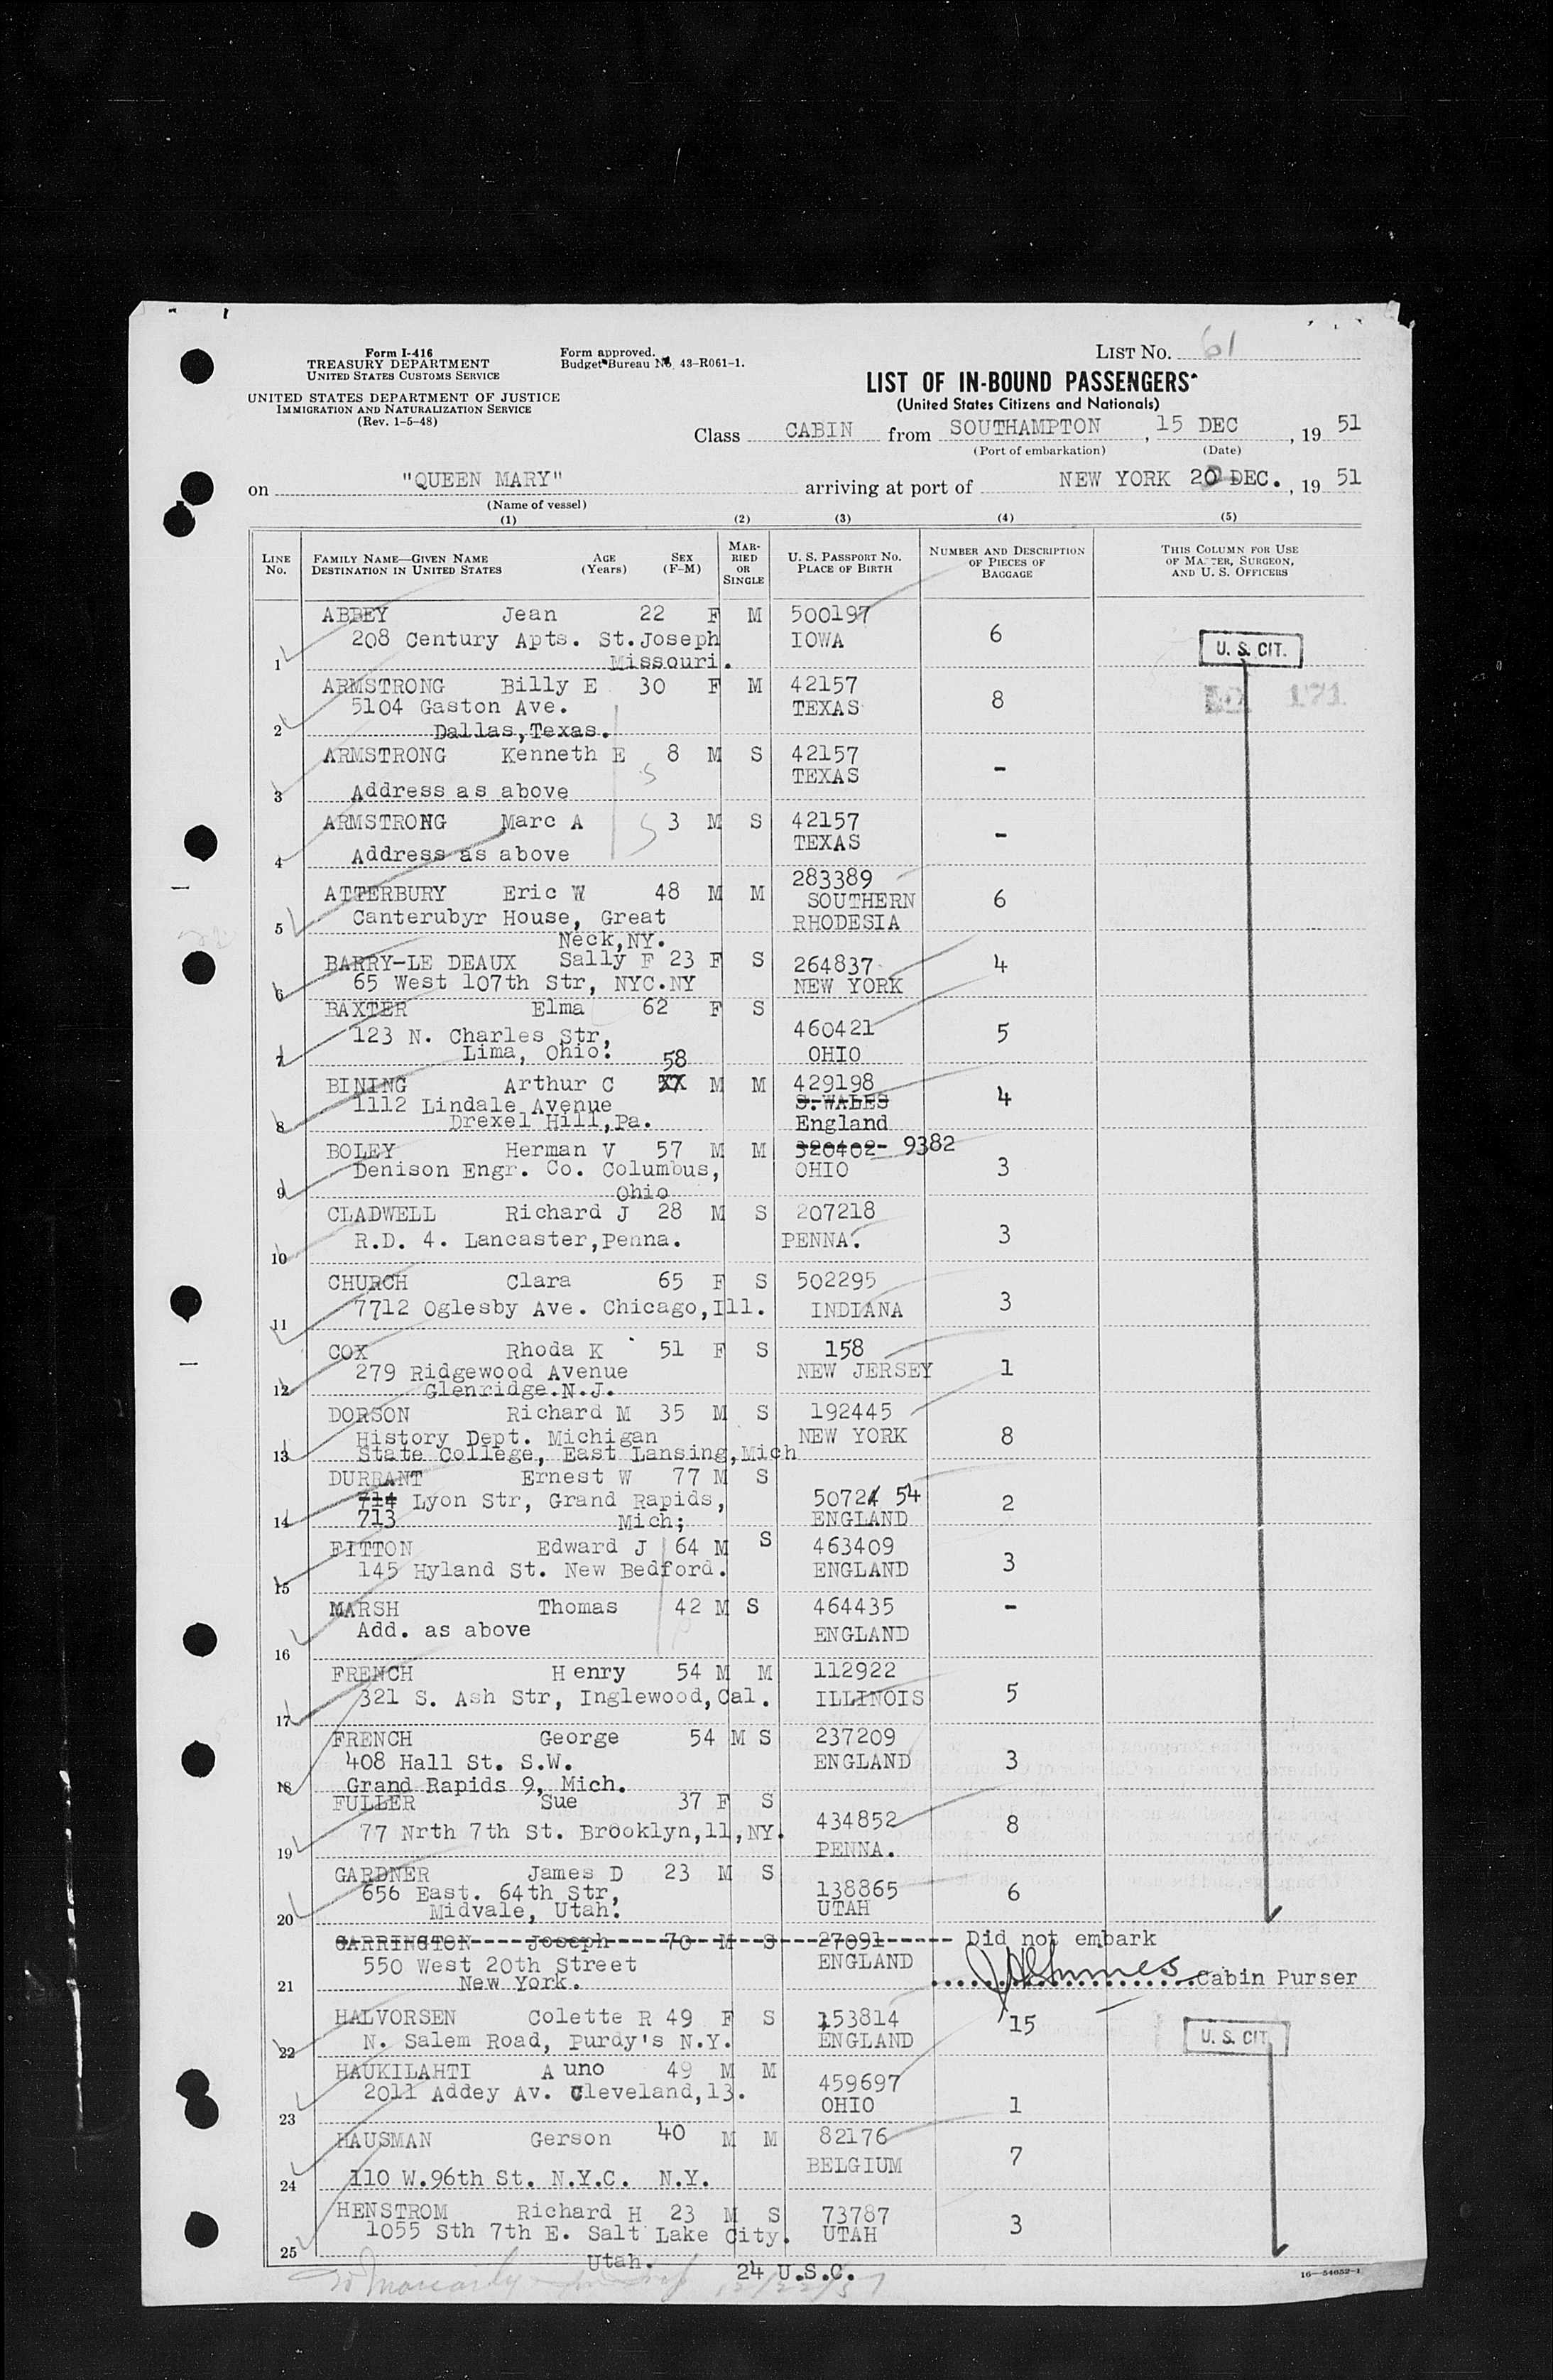 LIST NO. 61
Form I-416
TREASURY DEPARTMENT
UNITED STATES CUSTOMS SERVICE
UNITED STATES DEPARTMENT OF JUSTICE
IMMIGRATION AND NATURALIZATION SERVICE
(Rev. 1-5-48)
Form approved.
Budget Bureau No. 43-R061-1.
LIST OF IN-BOUND PASSENGERS
(United States Citizens and Nationals)
Class CABIN from SOUTHAMPTON, 15 DEC, 19 51
(Port of embarkation) (Date)
on "QUEEN MARY" arriving at port of NEW YORK 20 DEC., 19 51
(Name of vessel)
(1) (2) (3) (4) (5)
LINE No.
FAMILY NAME—GIVEN NAME AGE SEX
DESTINATION IN UNITED STATES (Years) (F-M)
MARRIED OR SINGLE
U. S. PASSPORT NO.
PLACE OF BIRTH
NUMBER AND DESCRIPTION
OF PIECES OF
BAGGAGE
THIS COLUMN FOR USE
OF MASTER, SURGEON,
AND U. S. OFFICERS
ABBEY Jean 22 F M 500197
208 Century Apts. St.Joseph IOWA 6
1 Missouri. U. S. CIT.
ARMSTRONG Billy E 30 F M 42157
5104 Gaston Ave. TEXAS 8 171
2 Dallas,Texas.
ARMSTRONG Kenneth E 8 M S 42157
S TEXAS -
3 Address as above
ARMSTRONG Marc A S 3 M S 42157
TEXAS -
4 Address as above
283389
ATTERBURY Eric W 48 M M SOUTHERN 6
5 Canterubyr House, Great RHODESIA
Neck,NY.
BARRY-LE DEAUX Sally F 23 F S 264837 4
6 65 West 107th Str, NYC.NY NEW YORK
BAXTER Elma 62 F S
123 N. Charles Str, 460421 5
7 Lima, Ohio. OHIO
58
BINING Arthur C XX M M 429198
1112 Lindale Avenue S.WALES 4
8 Drexel Hill,Pa. England
BOLEY Herman V 57 M M 320402- 9382
Denison Engr. Co. Columbus, OHIO 3
9 Ohio
CLADWELL Richard J 28 M S 207218
10 R.D. 4. Lancaster,Penna. PENNA. 3
CHURCH Clara 65 F S 502295
11 7712 Oglesby Ave. Chicago,Ill. INDIANA 3
COX Rhoda K 51 F S 158
279 Ridgewood Avenue NEW JERSEY 1
12 Glenridge.N.J.
DORSON Richard M 35 M S 192445
History Dept. Michigan NEW YORK 8
13 State College, East Lansing,Mich
DURRANT Ernest W 77 M S
714 Lyon Str, Grand Rapids, 50724 54 2
14 713 Mich; ENGLAND
FITTON Edward J 64 M S 463409
15 145 Hyland St. New Bedford. ENGLAND 3
MARSH Thomas 42 M S 464435 -
16 Add. as above ENGLAND
FRENCH Henry 54 M M 112922
17 321 S. Ash Str, Inglewood,Cal. ILLINOIS 5
FRENCH George 54 M S 237209
408 Hall St. S.W. ENGLAND 3
18 Grand Rapids 9, Mich.
FULLER Sue 37 F S
434852 8
19 77 Nrth 7th St. Brooklyn,11,NY. PENNA.
GARDNER James D 23 M S
656 East. 64th Str, 138865 6
20 Midvale, Utah. UTAH
GARRINGTON Joseph 70 M S 27091 Did not embark
550 West 20th Street ENGLAND
21 New York. Cabin Purser
HALVORSEN Colette R 49 F S 153814 15
22 N. Salem Road, Purdy's N.Y. ENGLAND U. S. CIT.
HAUKILAHTI Auno 49 M M
2011 Addey Av. Cleveland,13. 459697
23 OHIO 1
HAUSMAN Gerson 40 M M 82176
BELGIUM 7
24 110 W.96th St. N.Y.C. N.Y.
HENSTROM Richard H 23 M S 73787
1055 Sth 7th E. Salt Lake City. UTAH 3
25 Utah.
24 U.S.C.
16—54652-1